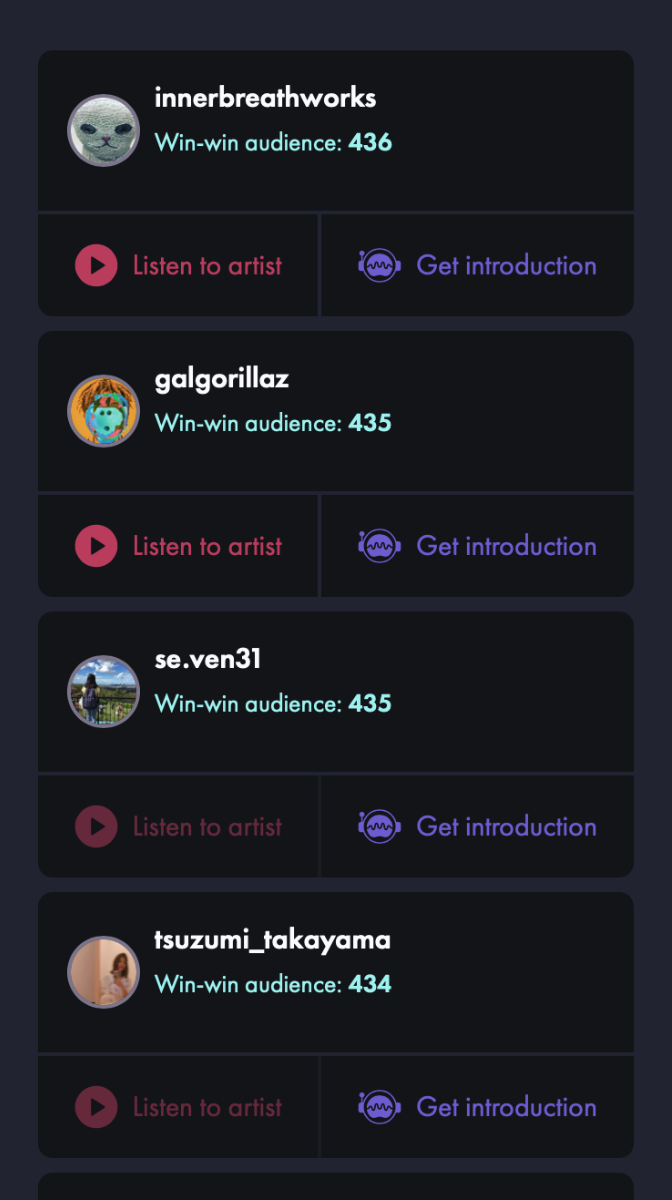 innerbreathworks
Win-win audience: 436
Listen to artist
Get introduction
galgorillaz
Win-win audience: 435
Listen to artist
Get introduction
se.ven31
Win-win audience: 435
Listen to artist
Get introduction
tsuzumi_takayama
Win-win audience: 434
Listen to artist
Get introduction